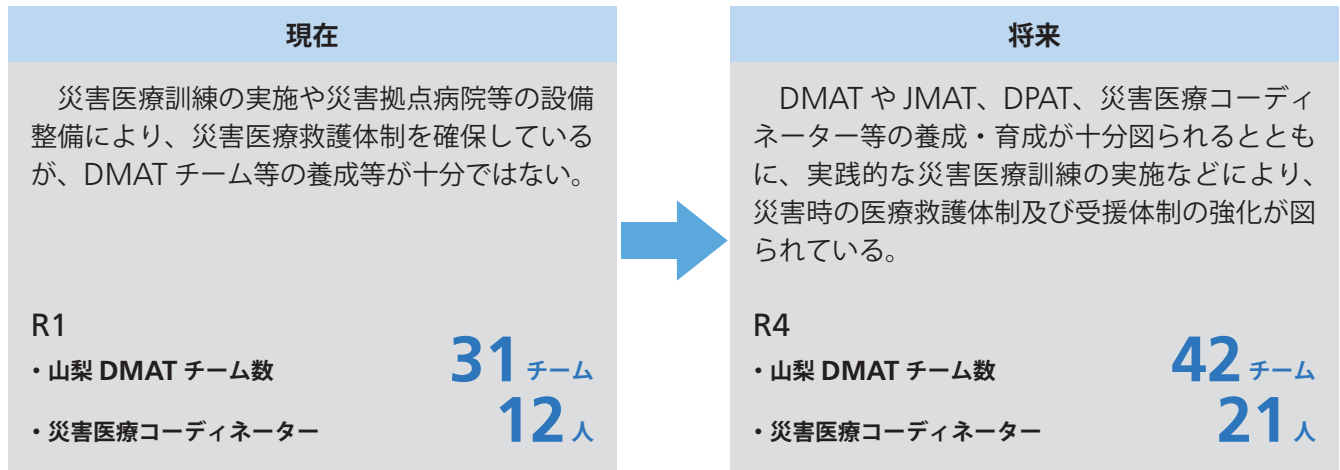 現在
災害医療訓練の実施や災害拠点病院等の設備
整備により、災害医療救護体制を確保している
が、DMAT チーム等の養成等が十分ではない。
R1
・山梨 DMAT チーム数 31 チーム
・災害医療コーディネーター 12 人
将来
DMAT や JMAT、DPAT、災害医療コーディ
ネーター等の養成・育成が十分図られるととも
に、実践的な災害医療訓練の実施などにより、
災害時の医療救護体制及び受援体制の強化が図
られている。
R4
・山梨 DMAT チーム数 42 チーム
・災害医療コーディネーター 21 人